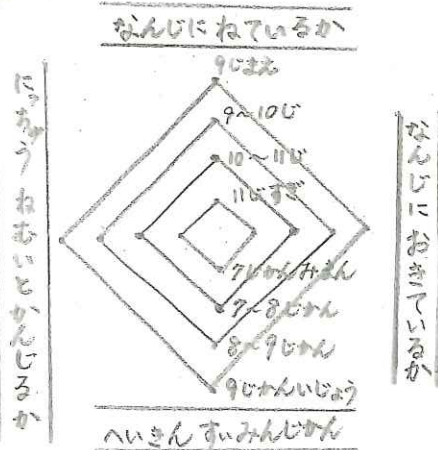 なんじにねているか
9じまえ
9〜10じ
10〜11じ
11じすぎ
にっちゅう ねむいとかんじるか
なんじにおきているか
7じかんみまん
7〜8じかん
8〜9じかん
9じかんいじょう
へいきんすいみんじかん